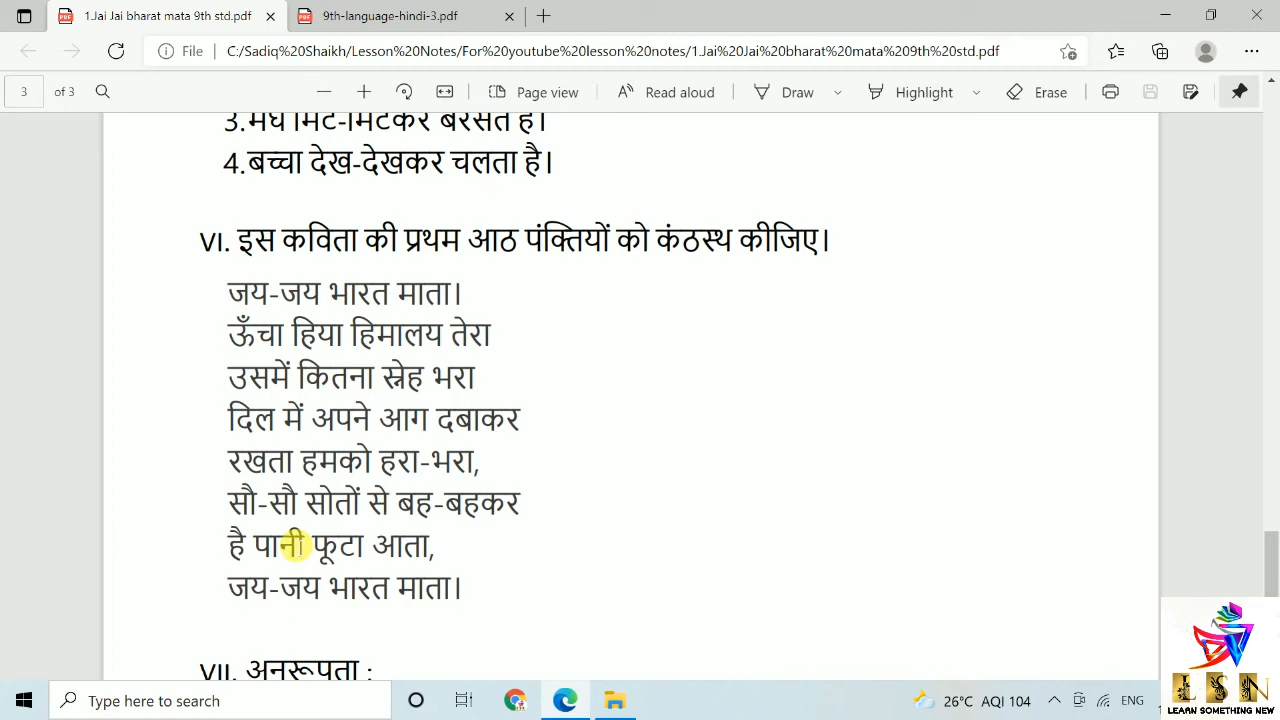 1.Jai Jai bharat mata 9th std.pdf
9th-language-hindi-3.pdf
File
C:/Sadiq%20Shaikh/Lesson%20Notes/For%20youtube%20lesson%20notes/1.Jai%20Jai%20bharat%20mata%209th%20std.pdf
3 of 3
Page view
Read aloud
Draw
Highlight
Erase
4.बच्चा देख-देखकर चलता है।
VI. इस कविता की प्रथम आठ पंक्तियों को कंठस्थ कीजिए।
जय-जय भारत माता।
ऊँचा हिया हिमालय तेरा
उसमें कितना स्नेह भरा
दिल में अपने आग दबाकर
रखता हमको हरा-भरा,
सौ-सौ सोतों से बह-बहकर
है पानी फूटा आता,
जय-जय भारत माता।
VII. अनुरूपता :
Type here to search
26°C AQI 104
ENG
LSN
LEARN SOMETHING NEW